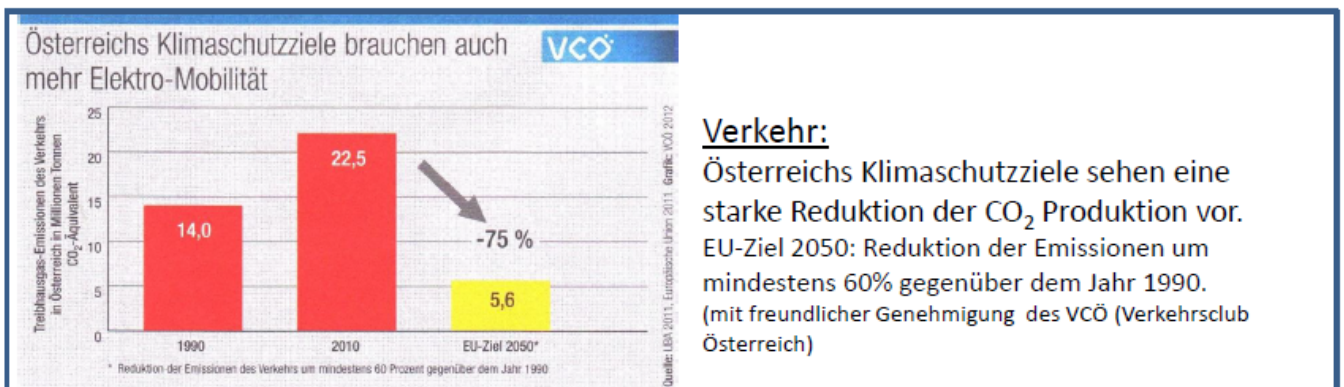 Österreichs Klimaschutzziele brauchen auch
mehr Elektro-Mobilität
VCÖ
Treibhausgas-Emissionen des Verkehrs
in Österreich in Millionen Tonnen
CO₂-Äquivalent
25
20
15
10
5
0
14,0
22,5
-75 %
5,6
1990
2010
EU-Ziel 2050*
* Reduktion der Emissionen des Verkehrs um mindestens 60 Prozent gegenüber dem Jahr 1990
Quelle: UBA 2011, Europäische Union 2011 Grafik: VCÖ 2012
Verkehr:
Österreichs Klimaschutzziele sehen eine
starke Reduktion der CO₂ Produktion vor.
EU-Ziel 2050: Reduktion der Emissionen um
mindestens 60% gegenüber dem Jahr 1990.
(mit freundlicher Genehmigung des VCÖ (Verkehrsclub
Österreich)